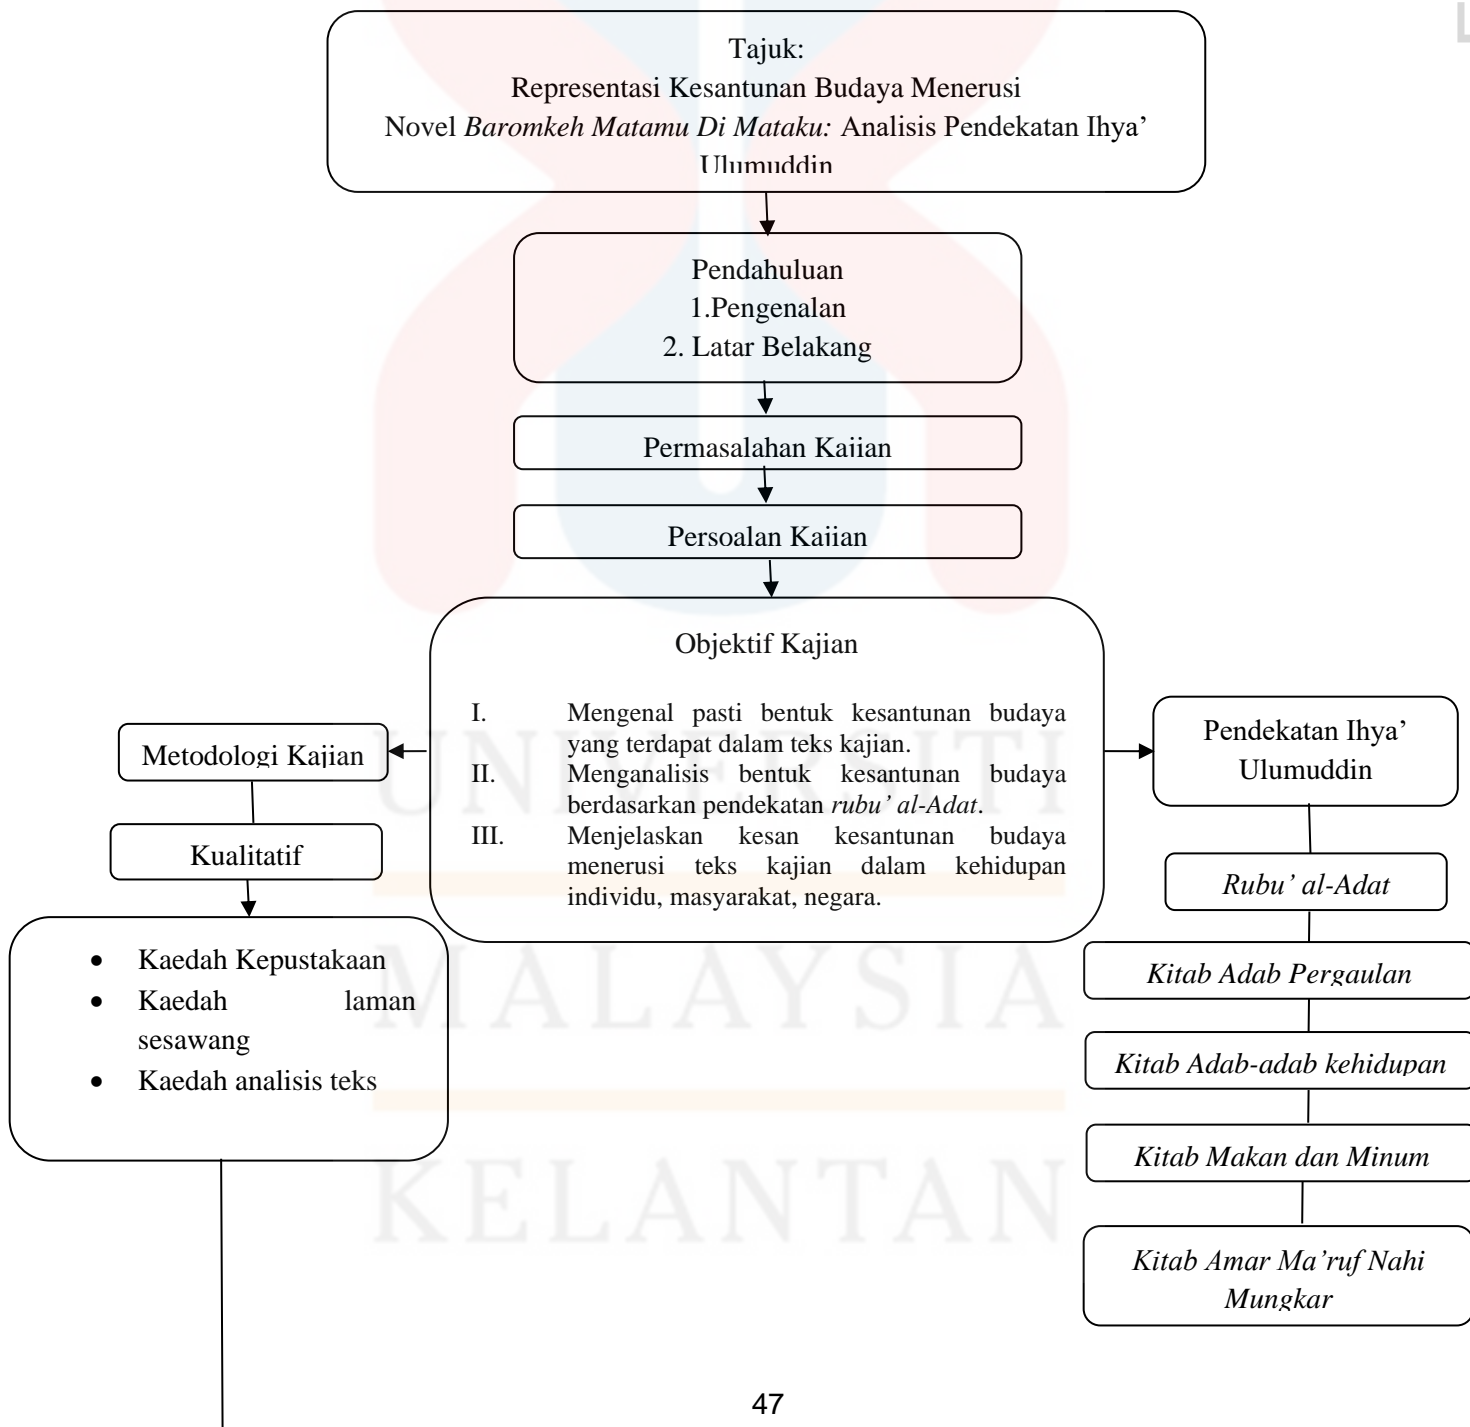 Tajuk:
Representasi Kesantunan Budaya Menerusi
Novel Baromkeh Matamu Di Mataku: Analisis Pendekatan Ihya’
Ulumuddin
Pendahuluan
1.Pengenalan
2. Latar Belakang
Permasalahan Kajian
Persoalan Kajian
Objektif Kajian
I. Mengenal pasti bentuk kesantunan budaya
yang terdapat dalam teks kajian.
II. Menganalisis bentuk kesantunan budaya
berdasarkan pendekatan rubu’ al-Adat.
III. Menjelaskan kesan kesantunan budaya
menerusi teks kajian dalam kehidupan
individu, masyarakat, negara.
Metodologi Kajian
Kualitatif
• Kaedah Kepustakaan
• Kaedah laman
sesawang
• Kaedah analisis teks
Pendekatan Ihya’
Ulumuddin
Rubu’ al-Adat
Kitab Adab Pergaulan
Kitab Adab-adab kehidupan
Kitab Makan dan Minum
Kitab Amar Ma’ruf Nahi
Mungkar
UNIVERSITI
MALAYSIA
KELANTAN
47